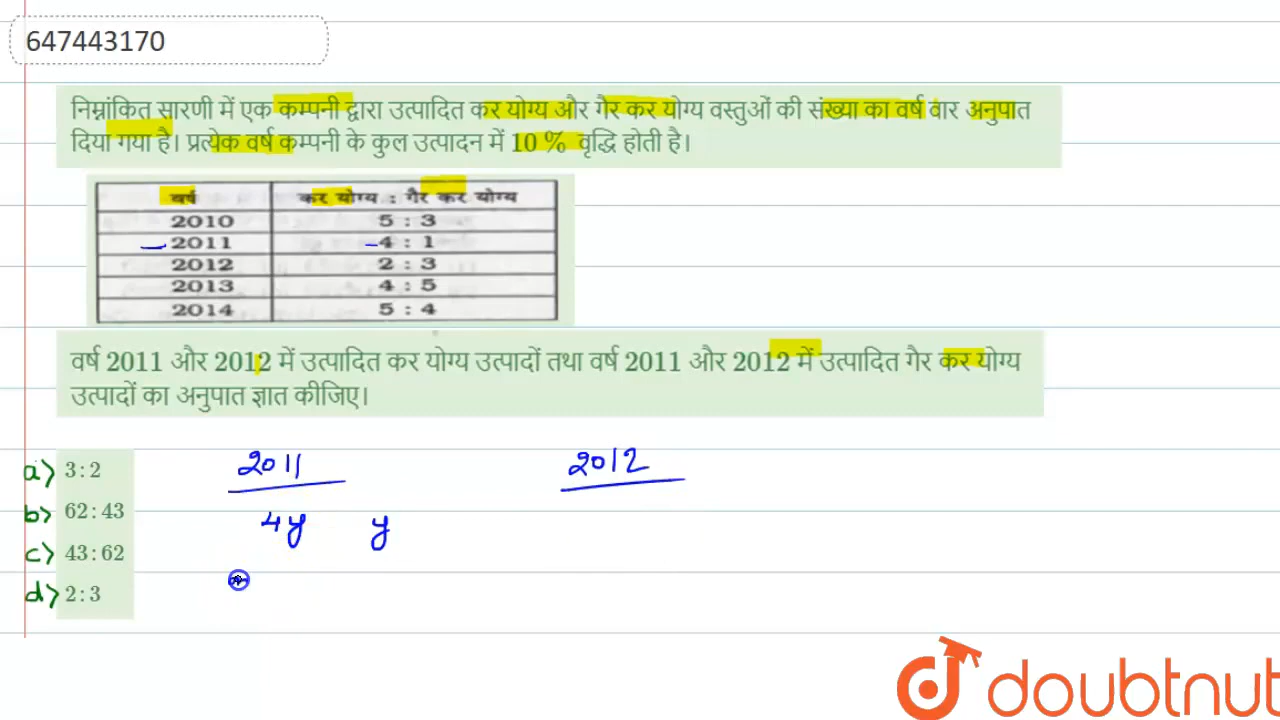 647443170
निम्नांकित सारणी में एक कम्पनी द्वारा उत्पादित कर योग्य और गैर कर योग्य वस्तुओं की संख्या का वर्ष वार अनुपात
दिया गया है। प्रत्येक वर्ष कम्पनी के कुल उत्पादन में 10 % वृद्धि होती है।
वर्ष कर योग्य : गैर कर योग्य
2010 5 : 3
2011 4 : 1
2012 2 : 3
2013 4 : 5
2014 5 : 4
वर्ष 2011 और 2012 में उत्पादित कर योग्य उत्पादों तथा वर्ष 2011 और 2012 में उत्पादित गैर कर योग्य
उत्पादों का अनुपात ज्ञात कीजिए।
2011 2012
a) 3 : 2
b) 62 : 43
4y y
c) 43 : 62
d) 2 : 3
doubtnut